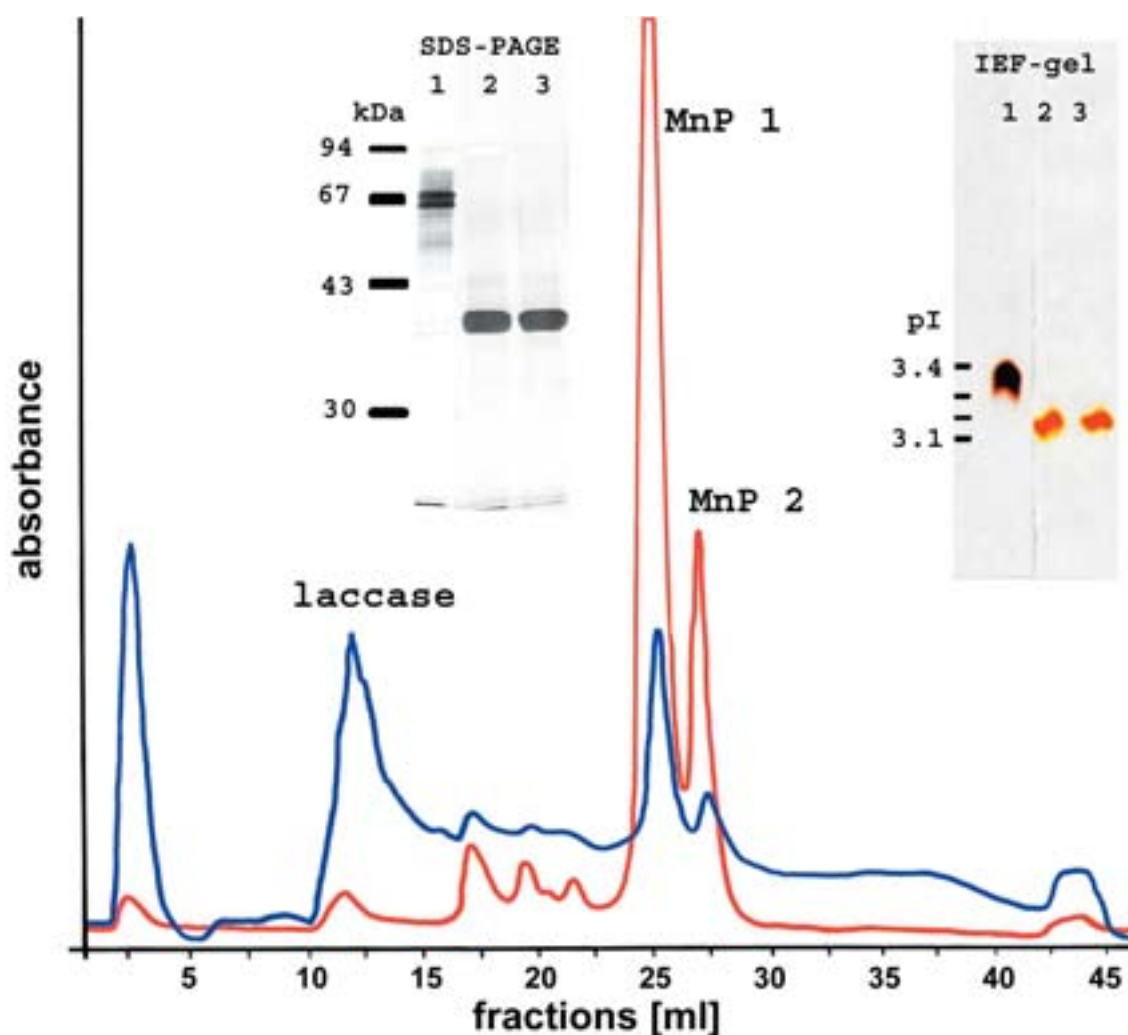 SDS-PAGE
1 2 3
kDa
94
67
43
30
MnP 1
IEF-gel
1 2 3
pI
3.4
3.1
MnP 2
laccase
absorbance
5 10 15 20 25 30 35 40 45
fractions [ml]